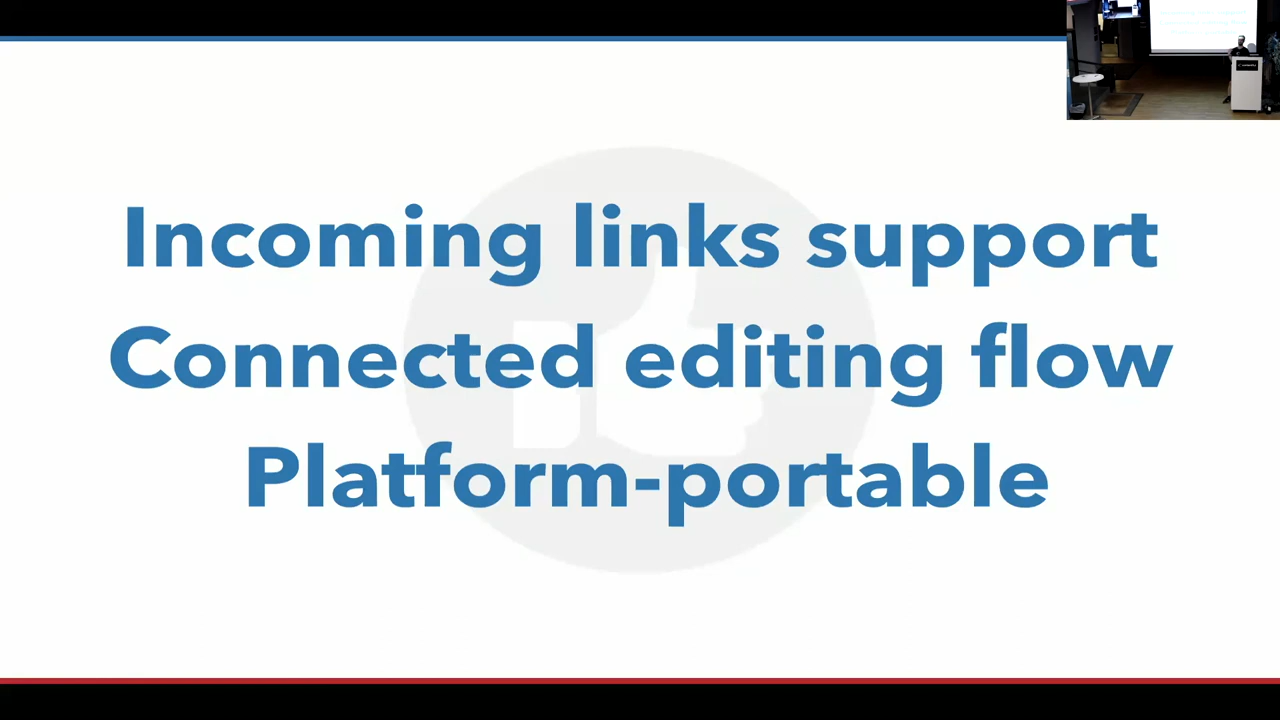 Incoming links support
Connected editing flow
Platform-portable